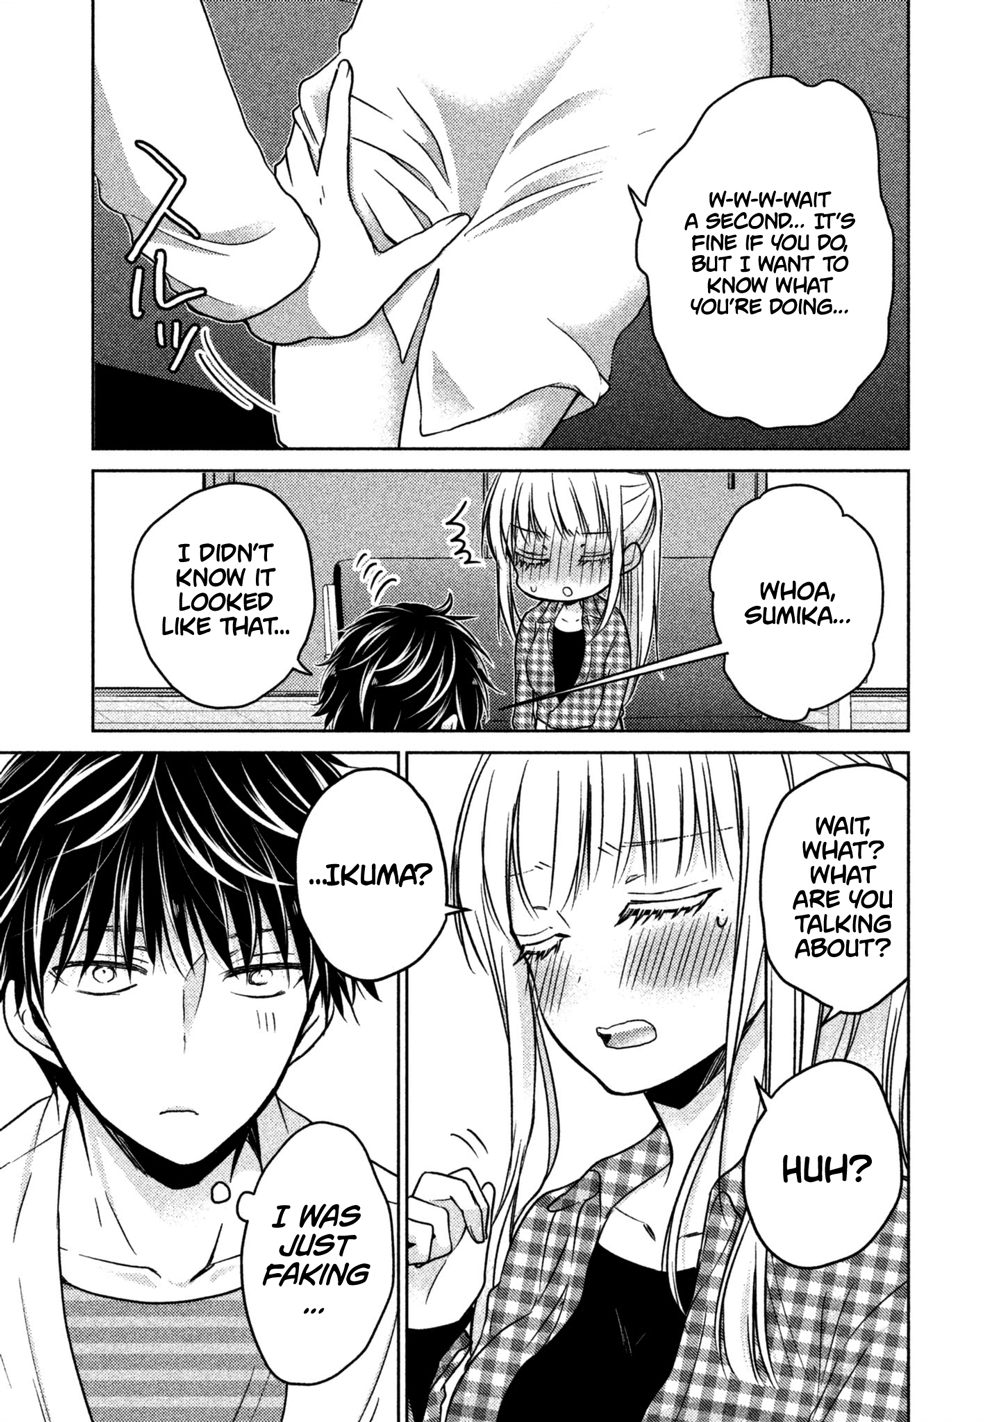 W-W-W-WAIT
A SECOND... IT'S
FINE IF YOU DO,
BUT I WANT TO
KNOW WHAT
YOU'RE DOING...
WHOA,
SUMIKA...
I DIDN'T
KNOW IT
LOOKED
LIKE THAT...
WAIT,
WHAT?
WHAT
ARE YOU
TALKING
ABOUT?
HUH?
...IKUMA?
I WAS
JUST
FAKING
...